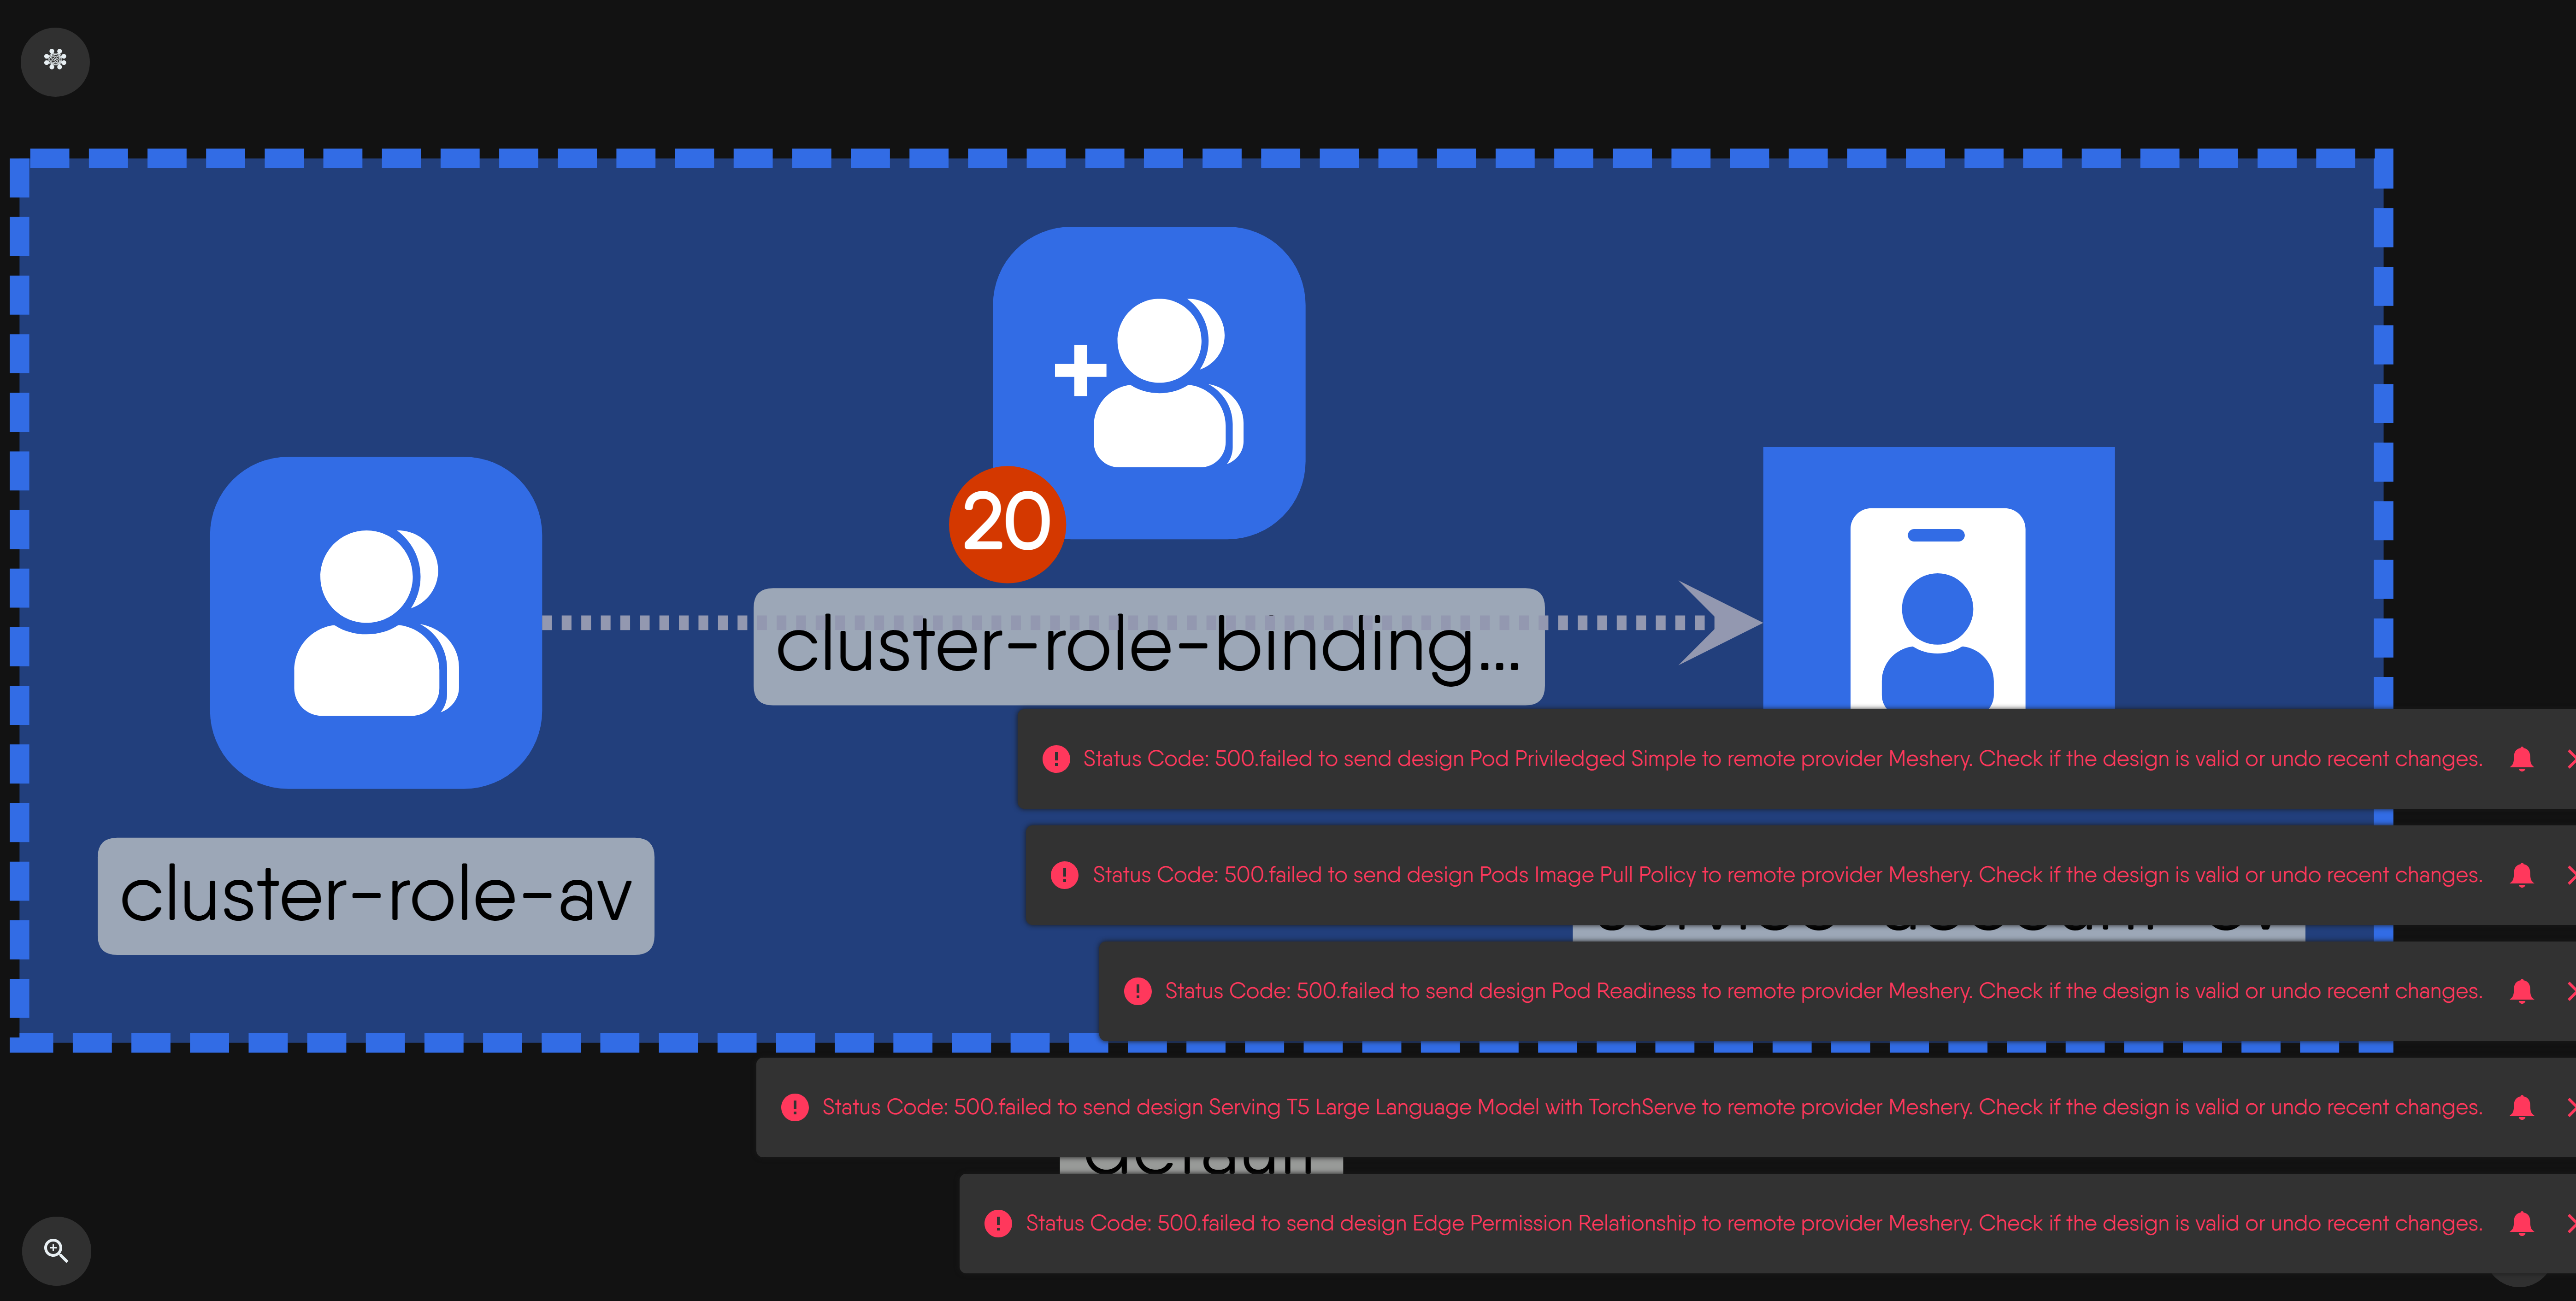 20
cluster-role-binding...
cluster-role-av
Status Code: 500.failed to send design Pod Priviledged Simple to remote provider Meshery. Check if the design is valid or undo recent changes.
Status Code: 500.failed to send design Pods Image Pull Policy to remote provider Meshery. Check if the design is valid or undo recent changes.
Status Code: 500.failed to send design Pod Readiness to remote provider Meshery. Check if the design is valid or undo recent changes.
Status Code: 500.failed to send design Serving T5 Large Language Model with TorchServe to remote provider Meshery. Check if the design is valid or undo recent changes.
default
Status Code: 500.failed to send design Edge Permission Relationship to remote provider Meshery. Check if the design is valid or undo recent changes.